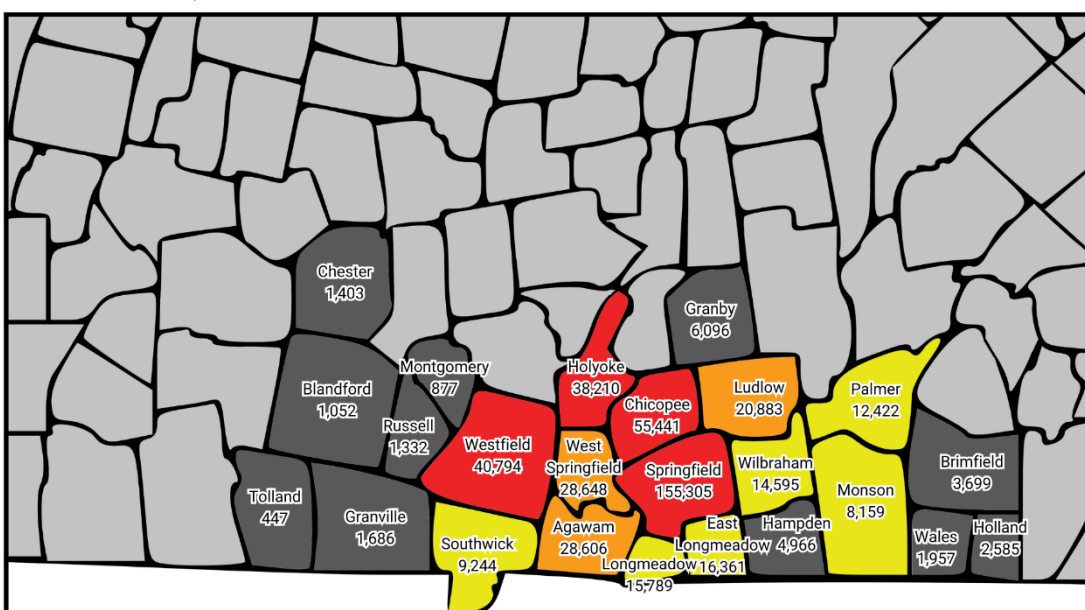 Chester
1,403
Granby
6,096
Montgomery
877
Holyoke
38,210
Blandford
1,052
Russell
1,332
Chicopee
55,441
Ludlow
20,883
Palmer
12,422
Westfield
40,794
West
Springfield
28,648
Springfield
155,305
Wilbraham
14,595
Monson
8,159
Brimfield
3,699
Tolland
447
Granville
1,686
Southwick
9,244
Agawam
28,606
Longmeadow
15,789
East
Longmeadow
16,361
Hampden
4,966
Wales
1,957
Holland
2,585